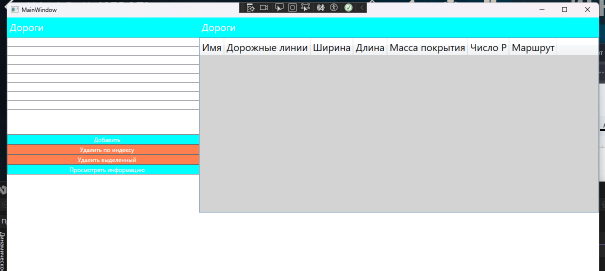 MainWindow
Дороги
Дороги
Имя Дорожные линии Ширина Длина Масса покрытия Число Р Маршрут
Добавить
Удалить по индексу
Удалить выделенный
Просмотреть информацию